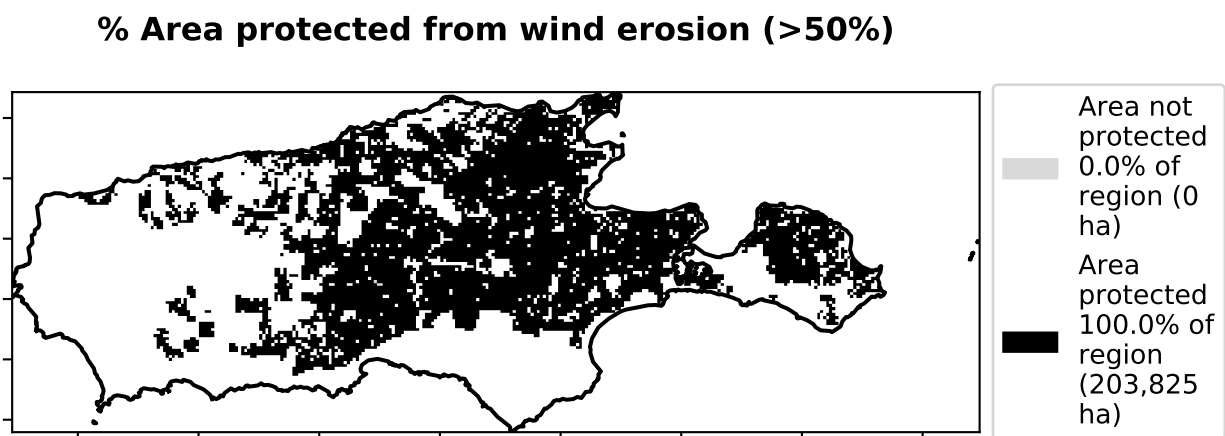 % Area protected from wind erosion (>50%)
Area not
protected
0.0% of
region (0
ha)
Area
protected
100.0% of
region
(203,825
ha)